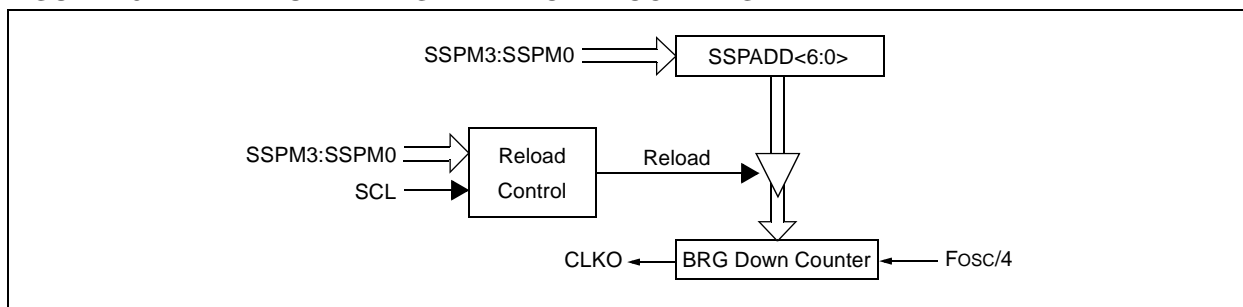 SSPM3:SSPM0
SSPADD<6:0>
SSPM3:SSPM0
SCL
Reload
Control
Reload
CLKO
BRG Down Counter
FOSC/4